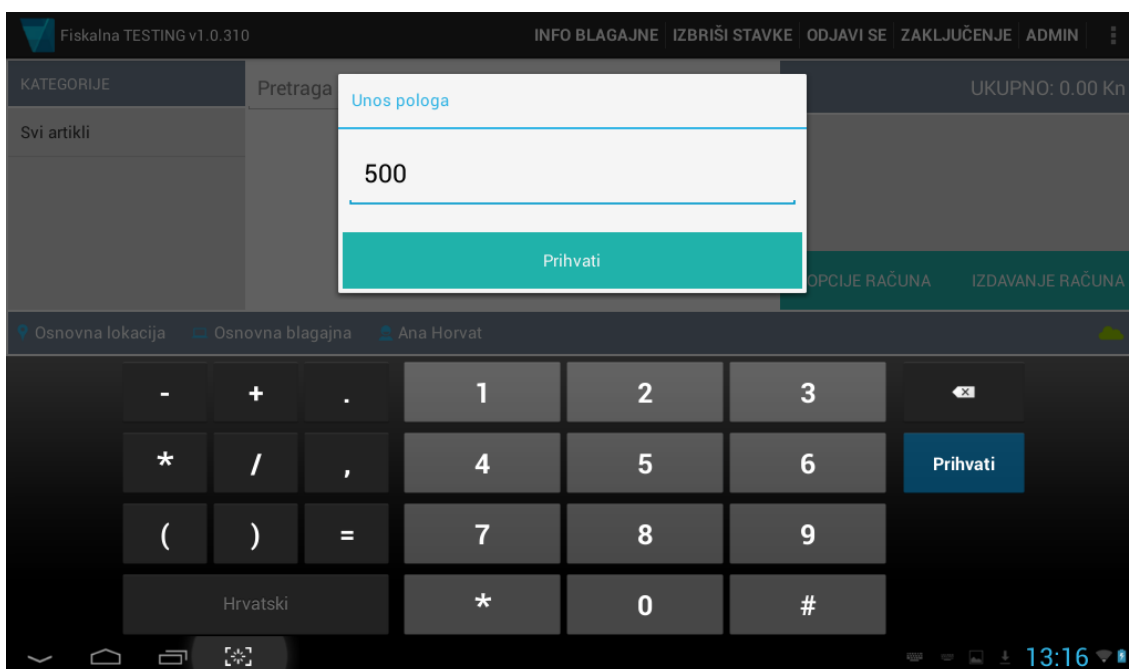 Fiskalna TESTING v1.0.310 INFO BLAGAJNE IZBRIŠI STAVKE ODJAVI SE ZAKLJUČENJE ADMIN
KATEGORIJE Pretraga UKUPNO: 0.00 Kn
Unos pologa
Svi artikli
500
Prihvati
OPCIJE RAČUNA IZDAVANJE RAČUNA
Osnovna lokacija Osnovna blagajna Ana Horvat
- + . 1 2 3
* / , 4 5 6 Prihvati
( ) = 7 8 9
Hrvatski * 0 #
13:16